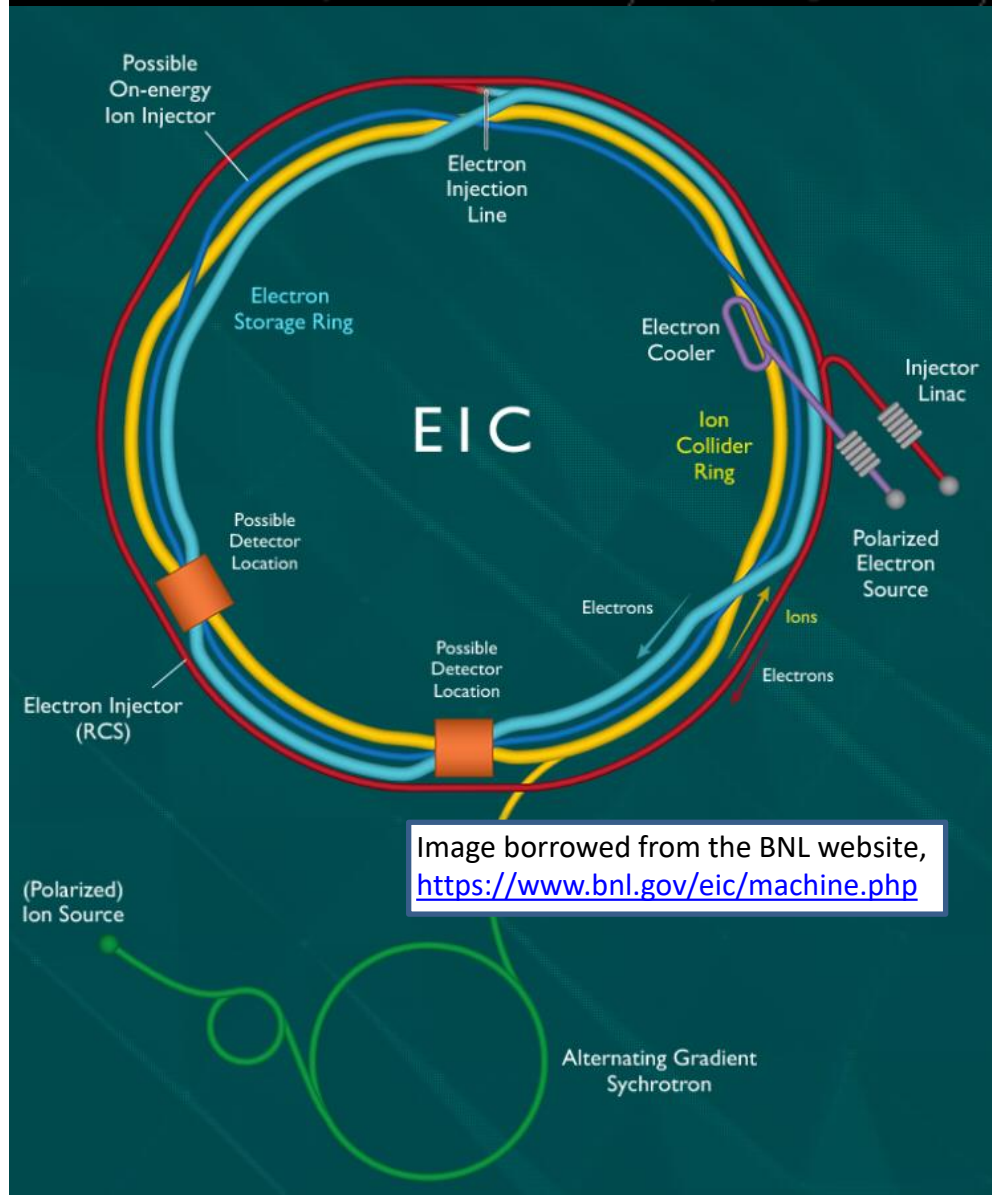 Possible
On-energy
Ion Injector
Electron
Injection
Line
Electron
Storage Ring
Electron
Cooler
Injector
Linac
EIC
Ion
Collider
Ring
Possible
Detector
Location
Polarized
Electron
Source
Electrons
Ions
Possible
Detector
Location
Electrons
Electron Injector
(RCS)
Image borrowed from the BNL website,
https://www.bnl.gov/eic/machine.php
(Polarized)
Ion Source
Alternating Gradient
Sychrotron